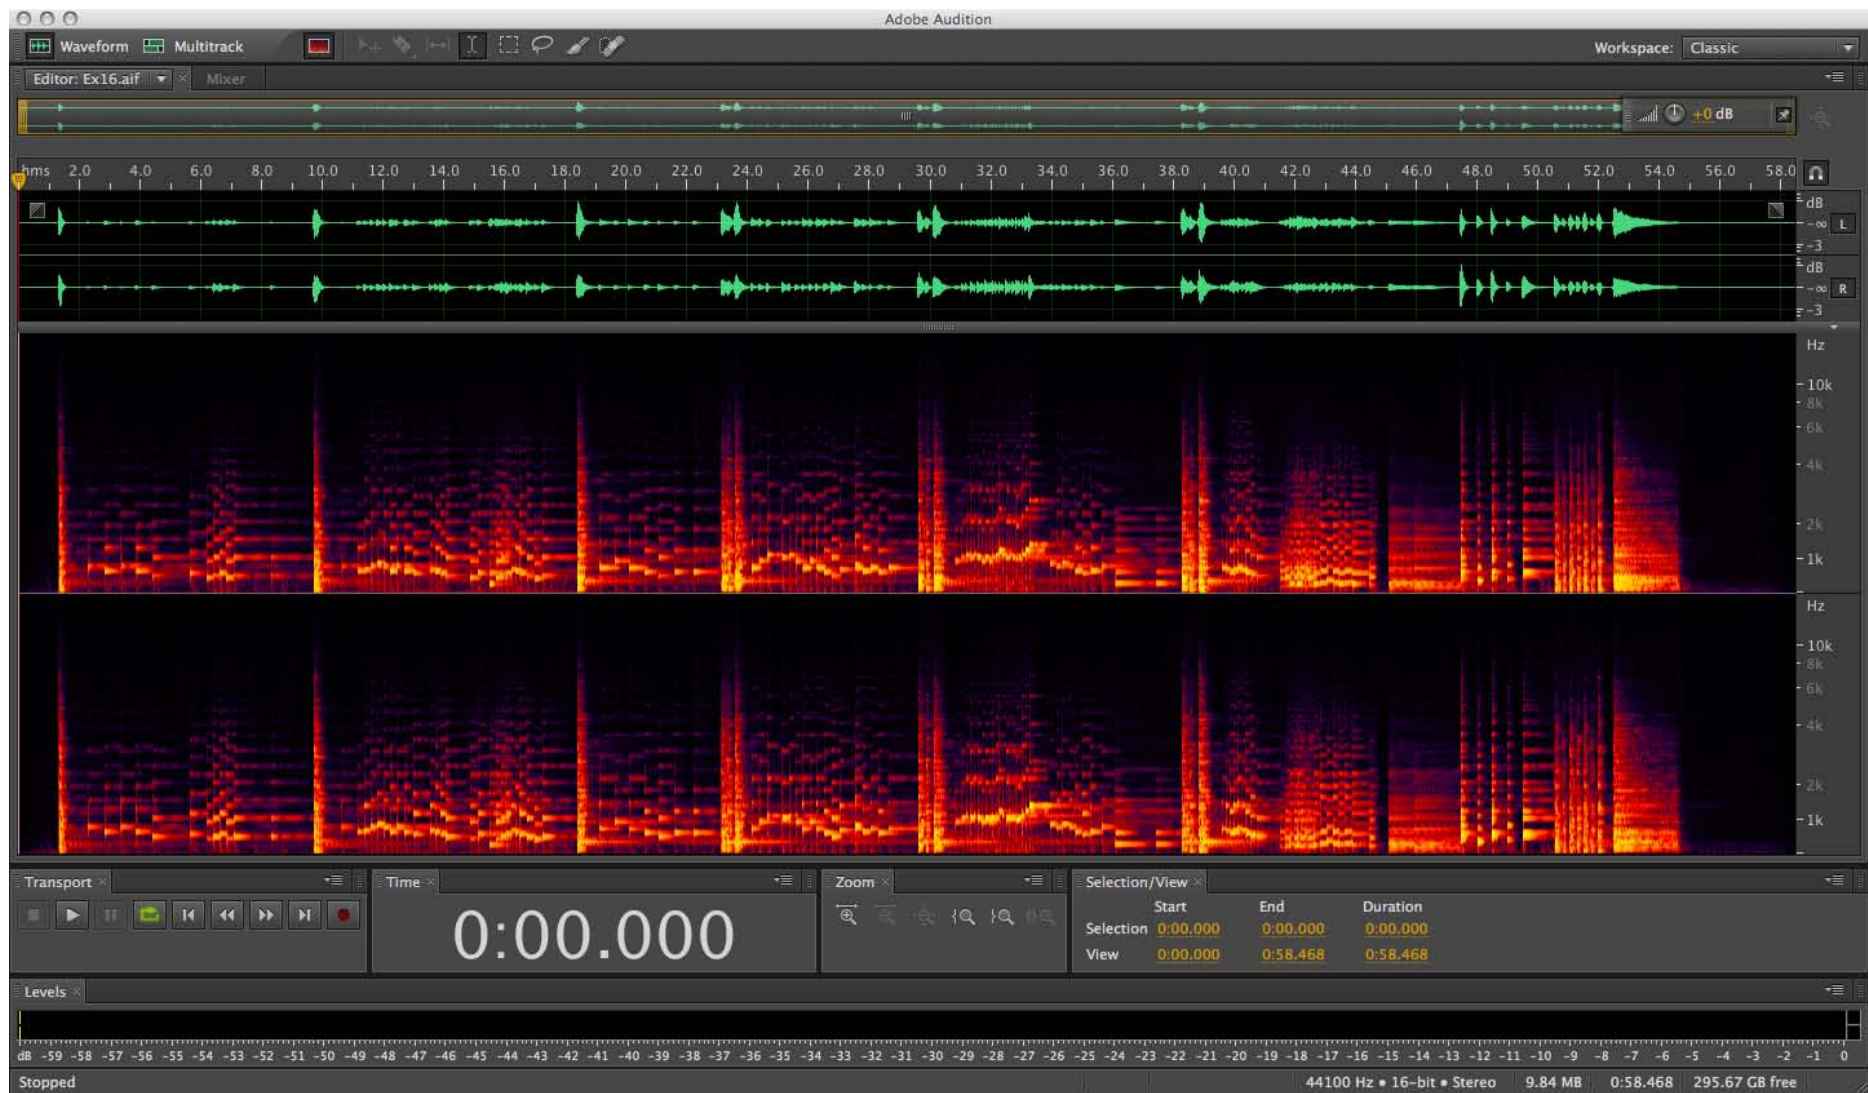 Adobe Audition
Waveform Multitrack Workspace: Classic
Editor: Ex16.aif Mixer
+0 dB
hms 2.0 4.0 6.0 8.0 10.0 12.0 14.0 16.0 18.0 20.0 22.0 24.0 26.0 28.0 30.0 32.0 34.0 36.0 38.0 40.0 42.0 44.0 46.0 48.0 50.0 52.0 54.0 56.0 58.0
dB
-∞ L
-3
dB
-∞ R
-3
Hz
10k
8k
6k
4k
2k
1k
Hz
10k
8k
6k
4k
2k
1k
Transport Time Zoom Selection/View
Start End Duration
Selection 0:00.000 0:00.000 0:00.000
View 0:00.000 0:58.468 0:58.468
0:00.000
Levels
dB -59 -58 -57 -56 -55 -54 -53 -52 -51 -50 -49 -48 -47 -46 -45 -44 -43 -42 -41 -40 -39 -38 -37 -36 -35 -34 -33 -32 -31 -30 -29 -28 -27 -26 -25 -24 -23 -22 -21 -20 -19 -18 -17 -16 -15 -14 -13 -12 -11 -10 -9 -8 -7 -6 -5 -4 -3 -2 -1 0
Stopped 44100 Hz • 16-bit • Stereo 9.84 MB 0:58.468 295.67 GB free